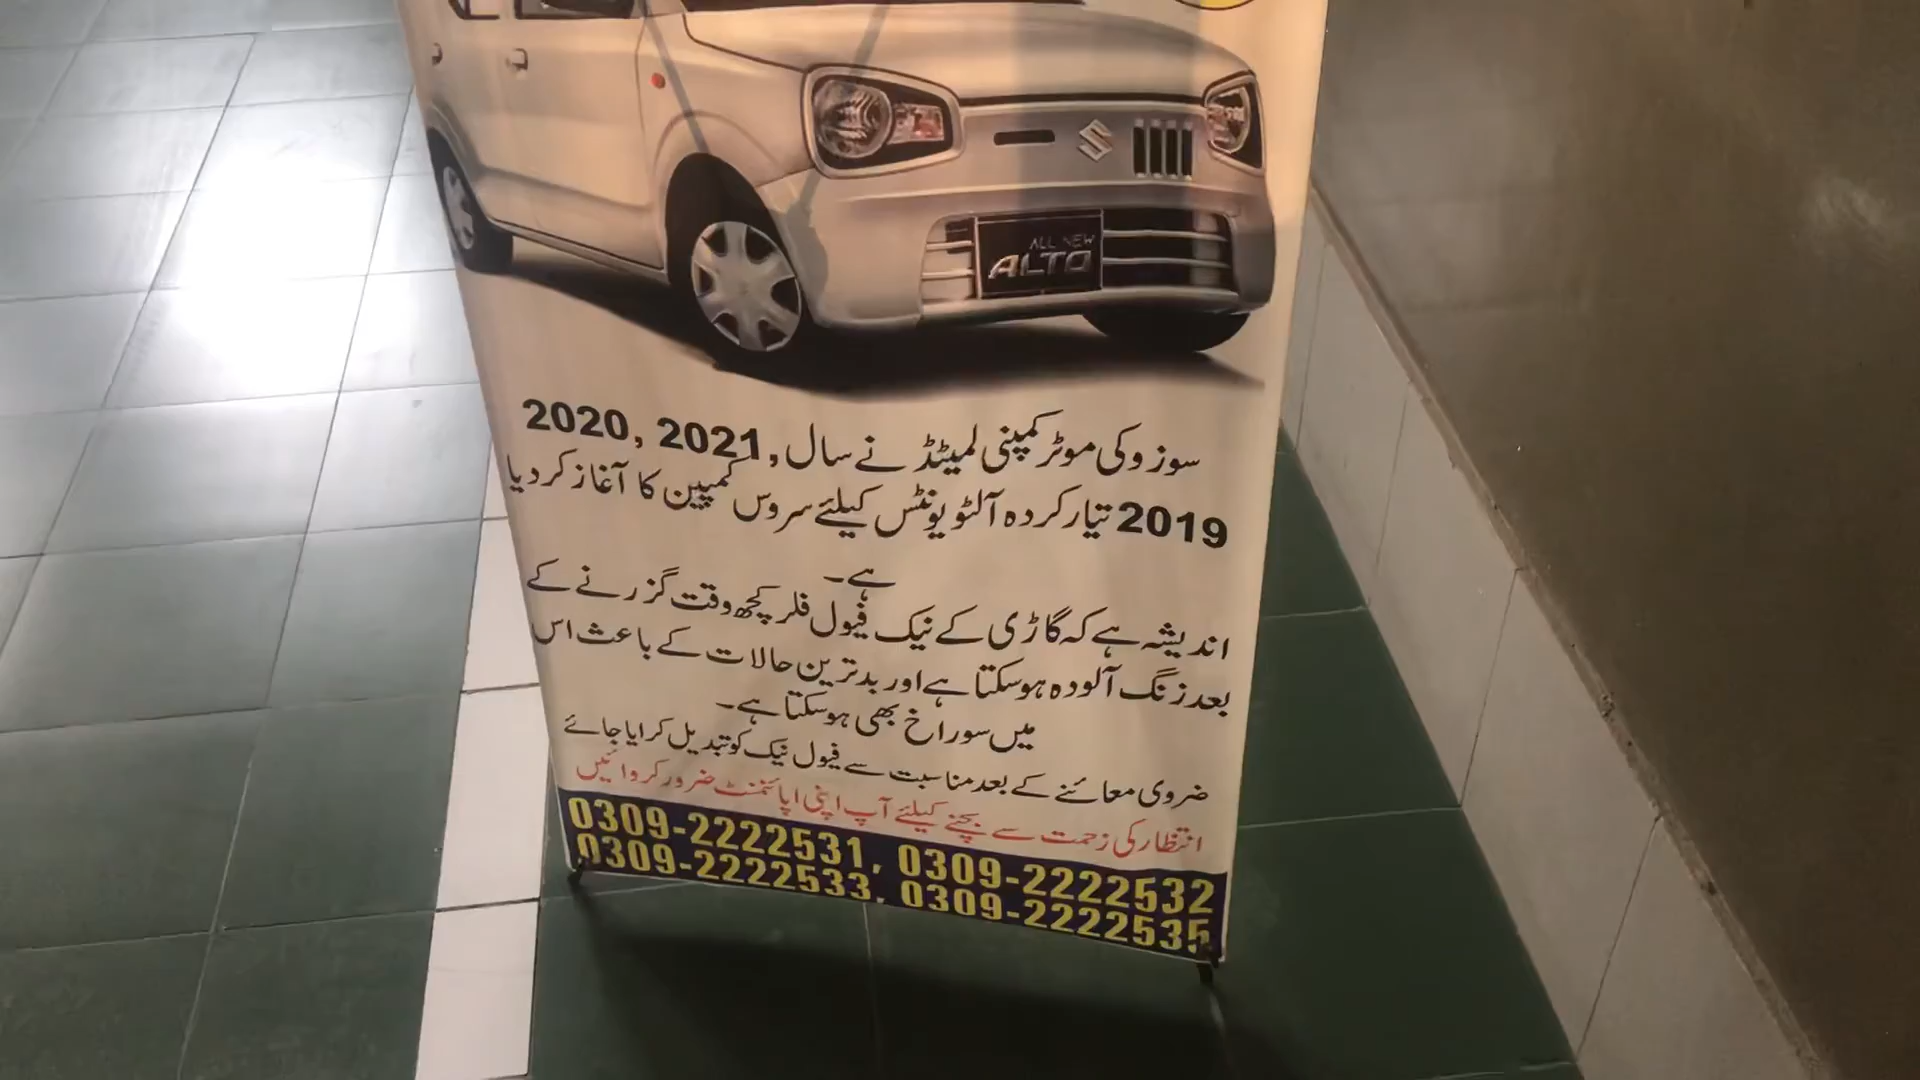 ALL NEW
ALTO
سوزوکی موٹر کمپنی لمیٹڈ نے سال ,2021 ,2020
2019 تیار کردہ آلٹو یونٹس کیلئے سروس کمپین کا آغاز کر دیا
ہے۔
اندیشہ ہے کہ گاڑی کے نیک فیول فلر کچھ وقت گزرنے کے
بعد زنگ آلودہ ہوسکتا ہے اور بدترین حالات کے باعث اس
میں سوراخ بھی ہوسکتا ہے۔
ضروی معائنے کے بعد مناسبت سے فیول نیک کو تبدیل کرایا جائے
انتظار کی زحمت سے بچنے کیلئے آپ اپنی اپائنمنٹ ضرور کروائیں
0309-2222531, 0309-2222532
0309-2222533, 0309-2222535